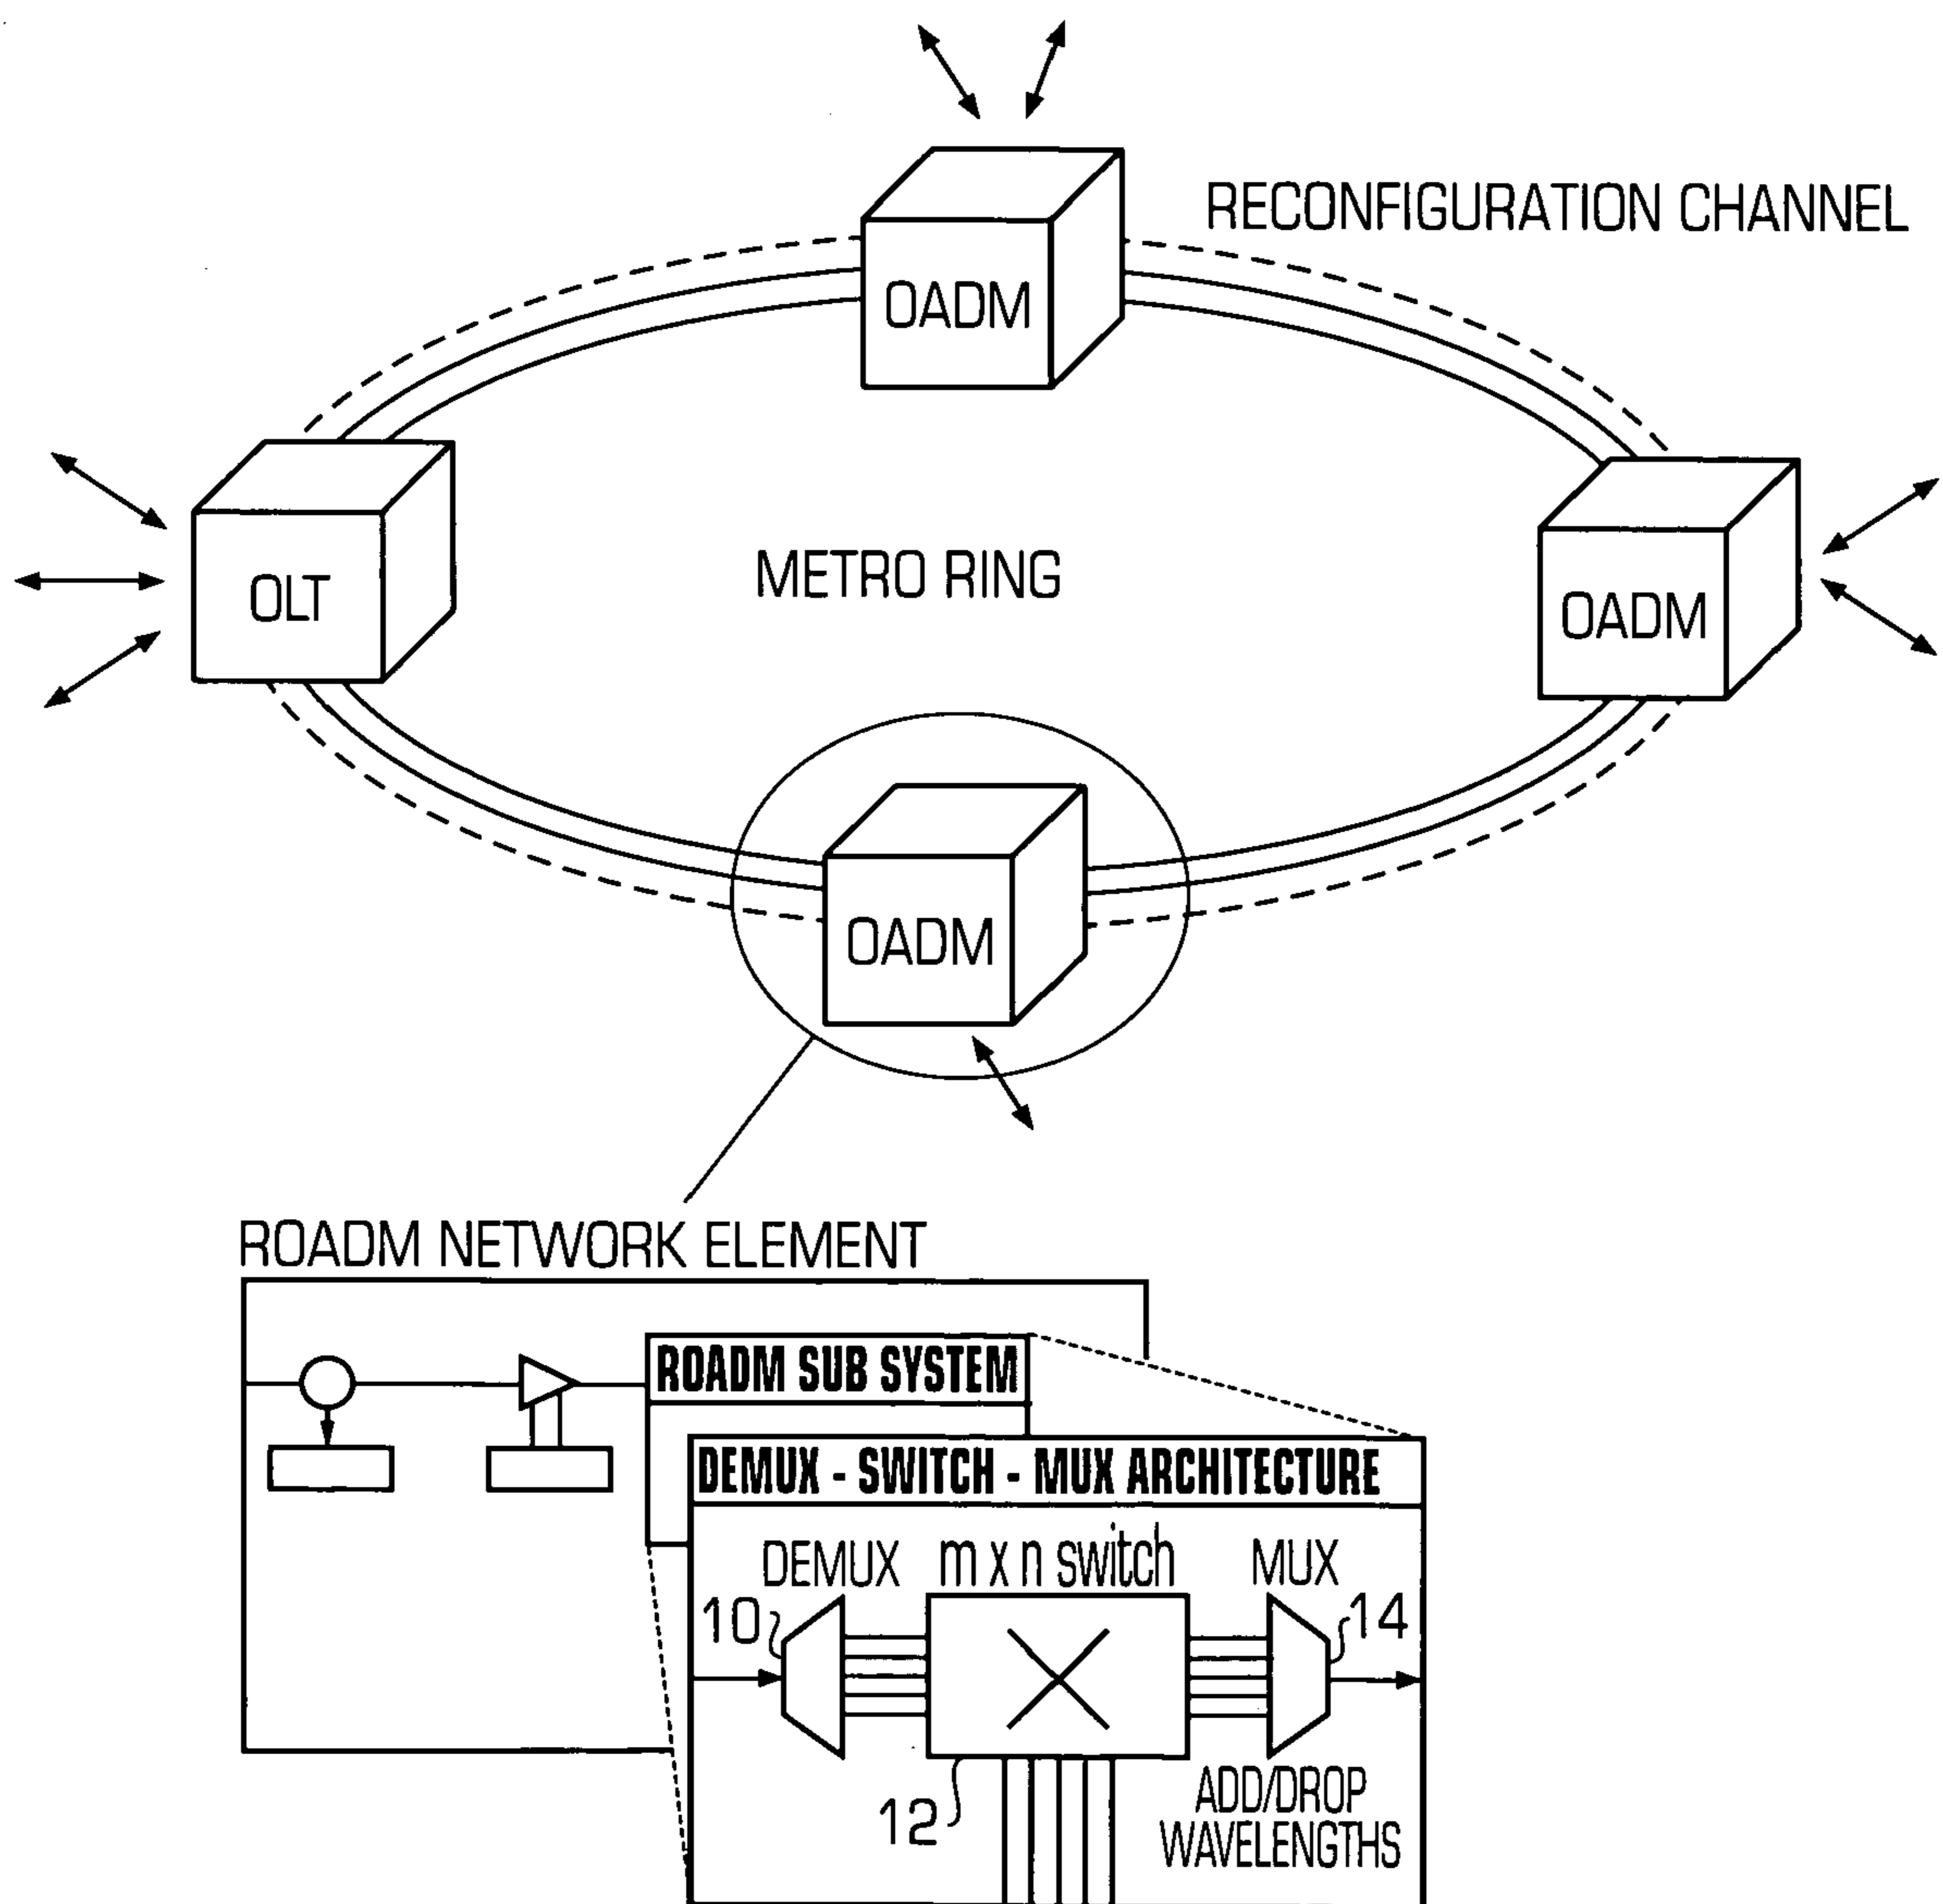 RECONFIGURATION CHANNEL
OADM
OLT
METRO RING
OADM
OADM
ROADM NETWORK ELEMENT
ROADM SUB SYSTEM
DEMUX - SWITCH - MUX ARCHITECTURE
DEMUX m x n switch MUX
10 14
12
ADD/DROP
WAVELENGTHS